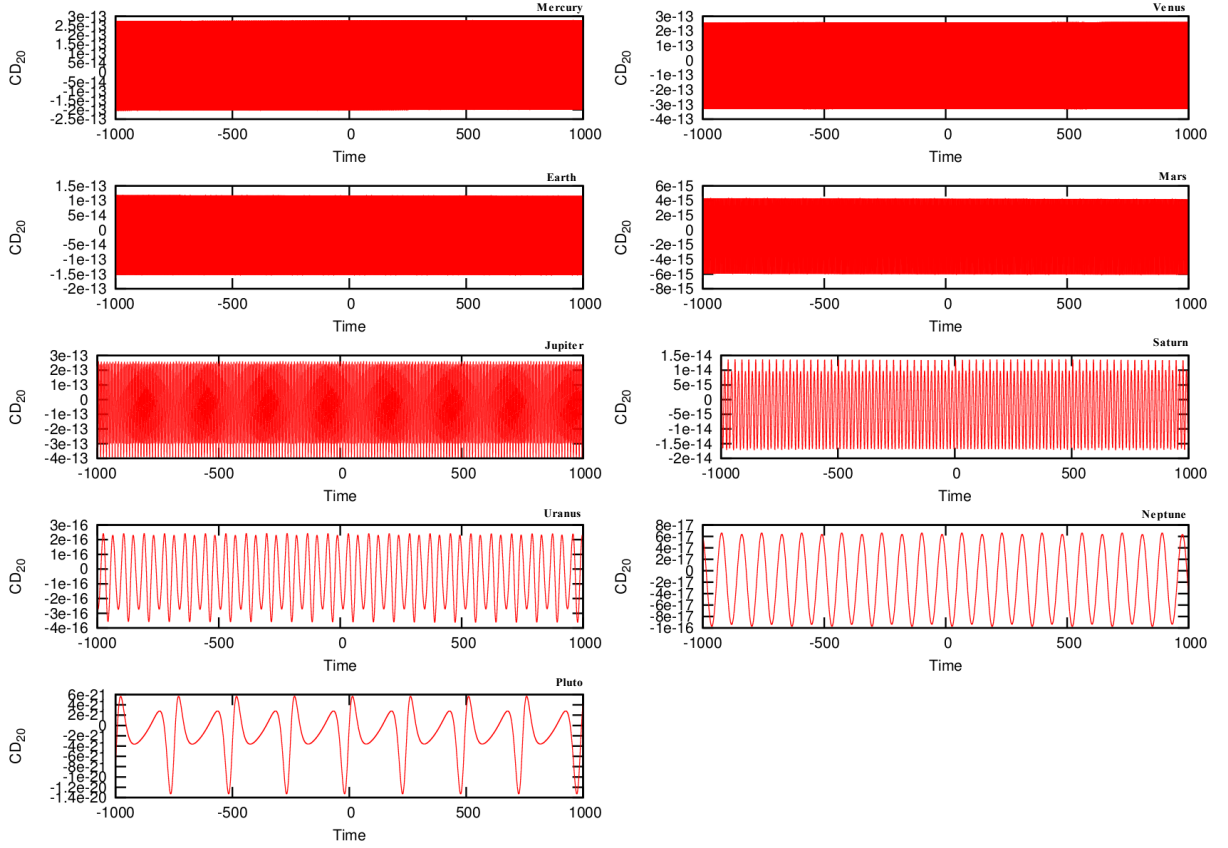 Mercury
3e-13
2.5e-13
2e-13
1.5e-13
1e-13
5e-14
0
-5e-14
-1e-13
-1.5e-13
-2e-13
-2.5e-13
CD20
-1000 -500 0 500 1000
Time
Venus
3e-13
2e-13
1e-13
0
-1e-13
-2e-13
-3e-13
-4e-13
CD20
-1000 -500 0 500 1000
Time
Earth
1.5e-13
1e-13
5e-14
0
-5e-14
-1e-13
-1.5e-13
-2e-13
CD20
-1000 -500 0 500 1000
Time
Mars
6e-15
4e-15
2e-15
0
-2e-15
-4e-15
-6e-15
-8e-15
CD20
-1000 -500 0 500 1000
Time
Jupiter
3e-13
2e-13
1e-13
0
-1e-13
-2e-13
-3e-13
-4e-13
CD20
-1000 -500 0 500 1000
Time
Saturn
1.5e-14
1e-14
5e-15
0
-5e-15
-1e-14
-1.5e-14
-2e-14
CD20
-1000 -500 0 500 1000
Time
Uranus
3e-16
2e-16
1e-16
0
-1e-16
-2e-16
-3e-16
-4e-16
CD20
-1000 -500 0 500 1000
Time
Neptune
8e-17
6e-17
4e-17
2e-17
0
-2e-17
-4e-17
-6e-17
-8e-17
-1e-16
CD20
-1000 -500 0 500 1000
Time
Pluto
6e-21
4e-21
2e-21
0
-2e-21
-4e-21
-6e-21
-8e-21
-1e-20
-1.2e-20
-1.4e-20
CD20
-1000 -500 0 500 1000
Time